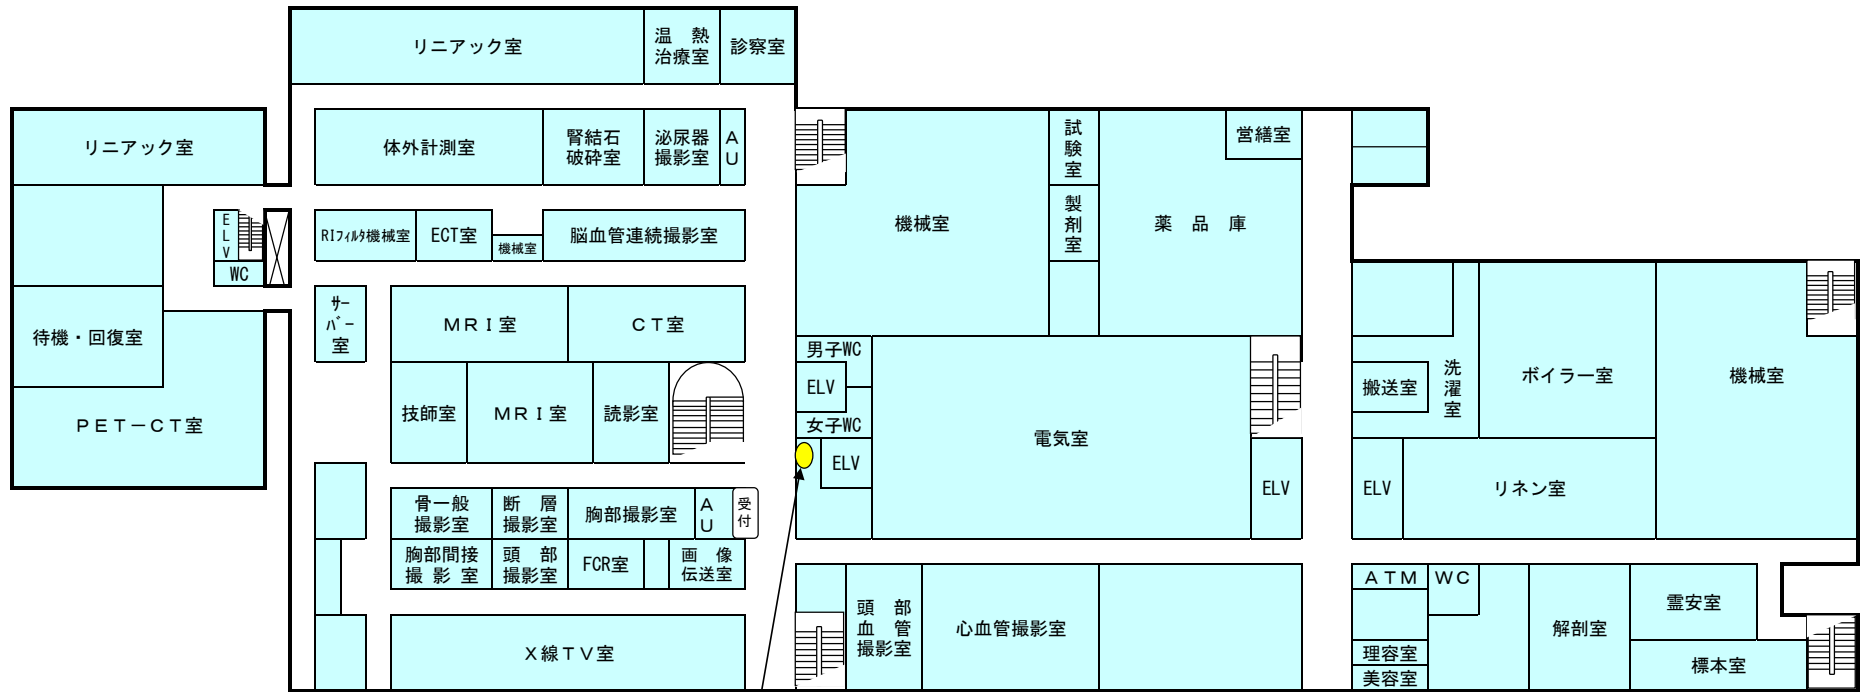 リニアック室
温　熱
治療室
診察室
リニアック室
体外計測室
腎結石
破砕室
泌尿器
撮影室
A
U
試
験
室
営繕室
E
L
V
WC
RIフィルタ機械室
ECT室
機械室
脳血管連続撮影室
機械室
製
剤
室
薬　品　庫
待機・回復室
サー
バー
室
ＭＲＩ室
ＣＴ室
男子WC
ELV
女子WC
ELV
搬送室
洗
濯
室
ボイラー室
機械室
ＰＥＴ－ＣＴ室
技師室
ＭＲＩ室
読影室
電気室
ELV
ELV
リネン室
骨一般
撮影室
断　層
撮影室
胸部撮影室
A
U
受
付
胸部間接
撮　影　室
頭　部
撮影室
FCR室
画　像
伝送室
Ｘ線ＴＶ室
頭　部
血　管
撮影室
心血管撮影室
ＡＴＭ
ＷＣ
理容室
美容室
解剖室
霊安室
標本室